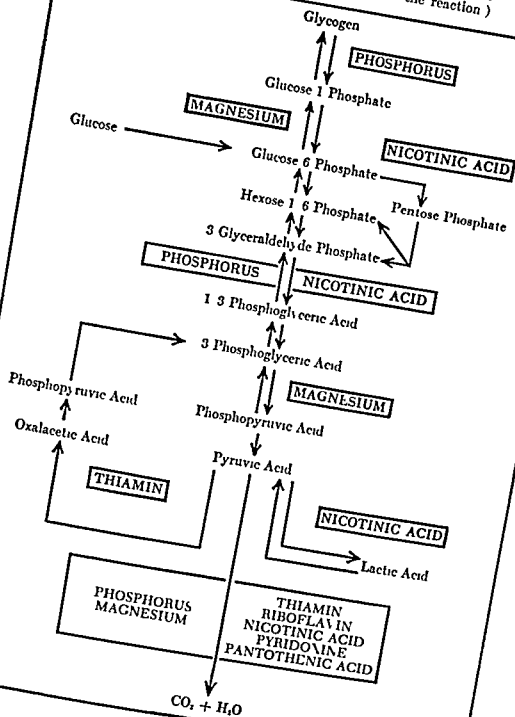 the reaction )
Glycogen
PHOSPHORUS
Glucose 1 Phosphate
MAGNESIUM
Glucose
Glucose 6 Phosphate
NICOTINIC ACID
Hexose 1 6 Phosphate
Pentose Phosphate
3 Glyceraldehyde Phosphate
PHOSPHORUS
NICOTINIC ACID
1 3 Phosphoglyceric Acid
3 Phosphoglyceric Acid
Phosphopyruvic Acid
MAGNESIUM
Phosphopyruvic Acid
Oxalacetic Acid
Pyruvic Acid
THIAMIN
NICOTINIC ACID
Lactic Acid
PHOSPHORUS
MAGNESIUM
THIAMIN
RIBOFLAVIN
NICOTINIC ACID
PYRIDOXINE
PANTOTHENIC ACID
CO₂ + H₂O